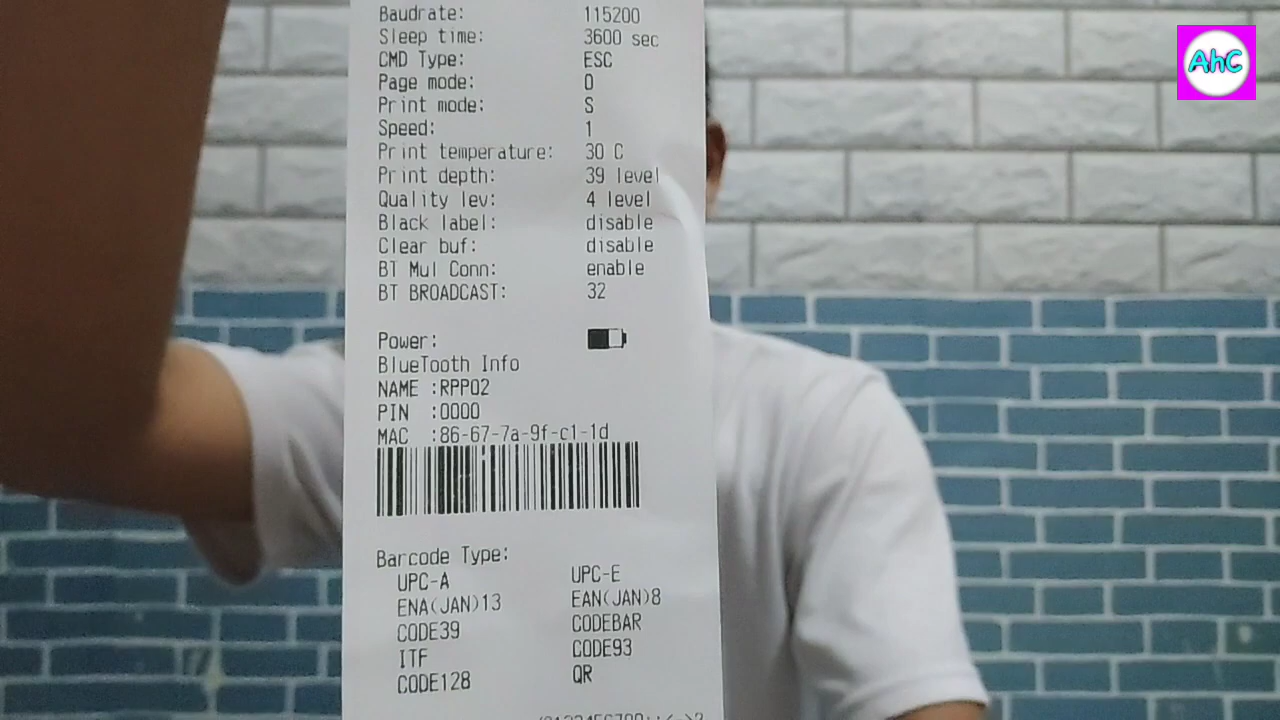 Baudrate: 115200
Sleep time: 3600 sec
CMD Type: ESC
Page mode: 0
Print mode: S
Speed: 1
Print temperature: 30 C
Print depth: 39 level
Quality lev: 4 level
Black label: disable
Clear buf: disable
BT Mul Conn: enable
BT BROADCAST: 32
Power:
BlueTooth Info
NAME :RPP02
PIN :0000
MAC :86-67-7a-9f-c1-1d
Barcode Type:
UPC-A UPC-E
ENA(JAN)13 EAN(JAN)8
CODE39 CODEBAR
ITF CODE93
CODE128 QR
AhC